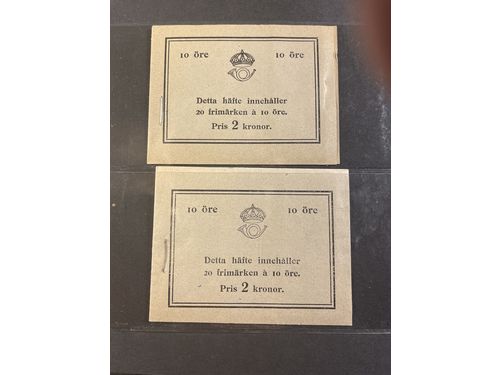 10 öre 10 öre
Detta häfte innehåller
20 frimärken à 10 öre.
Pris 2 kronor.
10 öre 10 öre
Detta häfte innehåller
20 frimärken à 10 öre.
Pris 2 kronor.